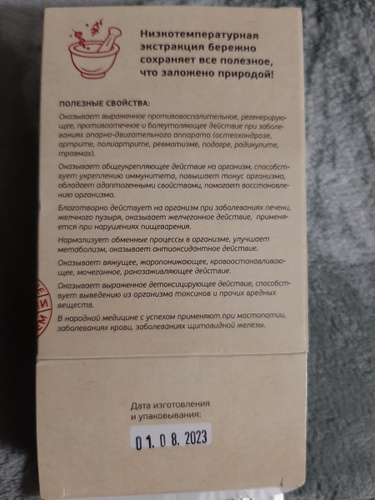 Низкотемпературная
экстракция бережно
сохраняет все полезное,
что заложено природой!
ПОЛЕЗНЫЕ СВОЙСТВА:
Оказывает выраженное противовоспалительное, регенерирую-
щее, противоотечное и болеутоляющее действие при заболе-
ваниях опорно-двигательного аппарата (остеохондрозе,
артрите, полиартрите, ревматизме, подагре, радикулите,
травмах).
Оказывает общеукрепляющее действие на организм, способст-
вует укреплению иммунитета, повышает тонус организма,
обладает адаптогенными свойствами, помогает восстановле-
нию организма.
Благотворно действует на организм при заболеваниях печени,
желчного пузыря, оказывает желчегонное действие, применя-
ется при нарушениях пищеварения.
Нормализует обменные процессы в организме, улучшает
метаболизм, оказывает антиоксидантное действие.
Оказывает вяжущее, жаропонижающее, кровоостанавливаю-
щее, мочегонное, ранозаживляющее действие.
Оказывает выраженное детоксицирующее действие, способст-
вует выведению из организма токсинов и прочих вредных
веществ.
В народной медицине с успехом применяют при мастопатии,
заболеваниях крови, заболеваниях щитовидной железы.
Дата изготовления
и упаковывания:
01.08.2023